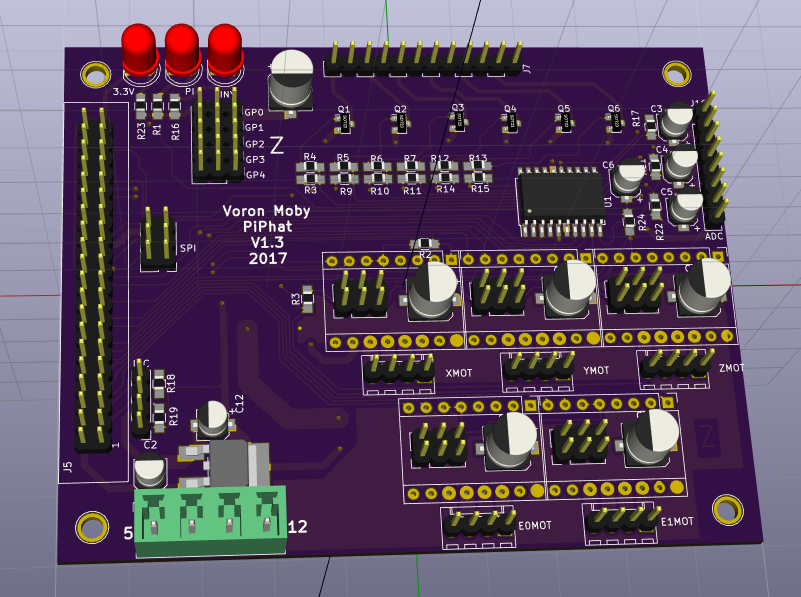 3.3V
PI
IN
R23
R1
R16
GP0
GP1
GP2
GP3
GP4
Z
J7
Q1
Q2
Q3
Q4
Q5
Q6
R17
C3
C4
C5
C6
R24
R22
U1
ADC
R4
R5
R6
R7
R12
R13
R3
R9
R10
R11
R14
R15
SPI
Voron Moby
PiPhat
V1.3
2017
R2
R3
XMOT
YMOT
ZMOT
R18
R19
C12
C2
J5
1
5
12
E0MOT
E1MOT
Z